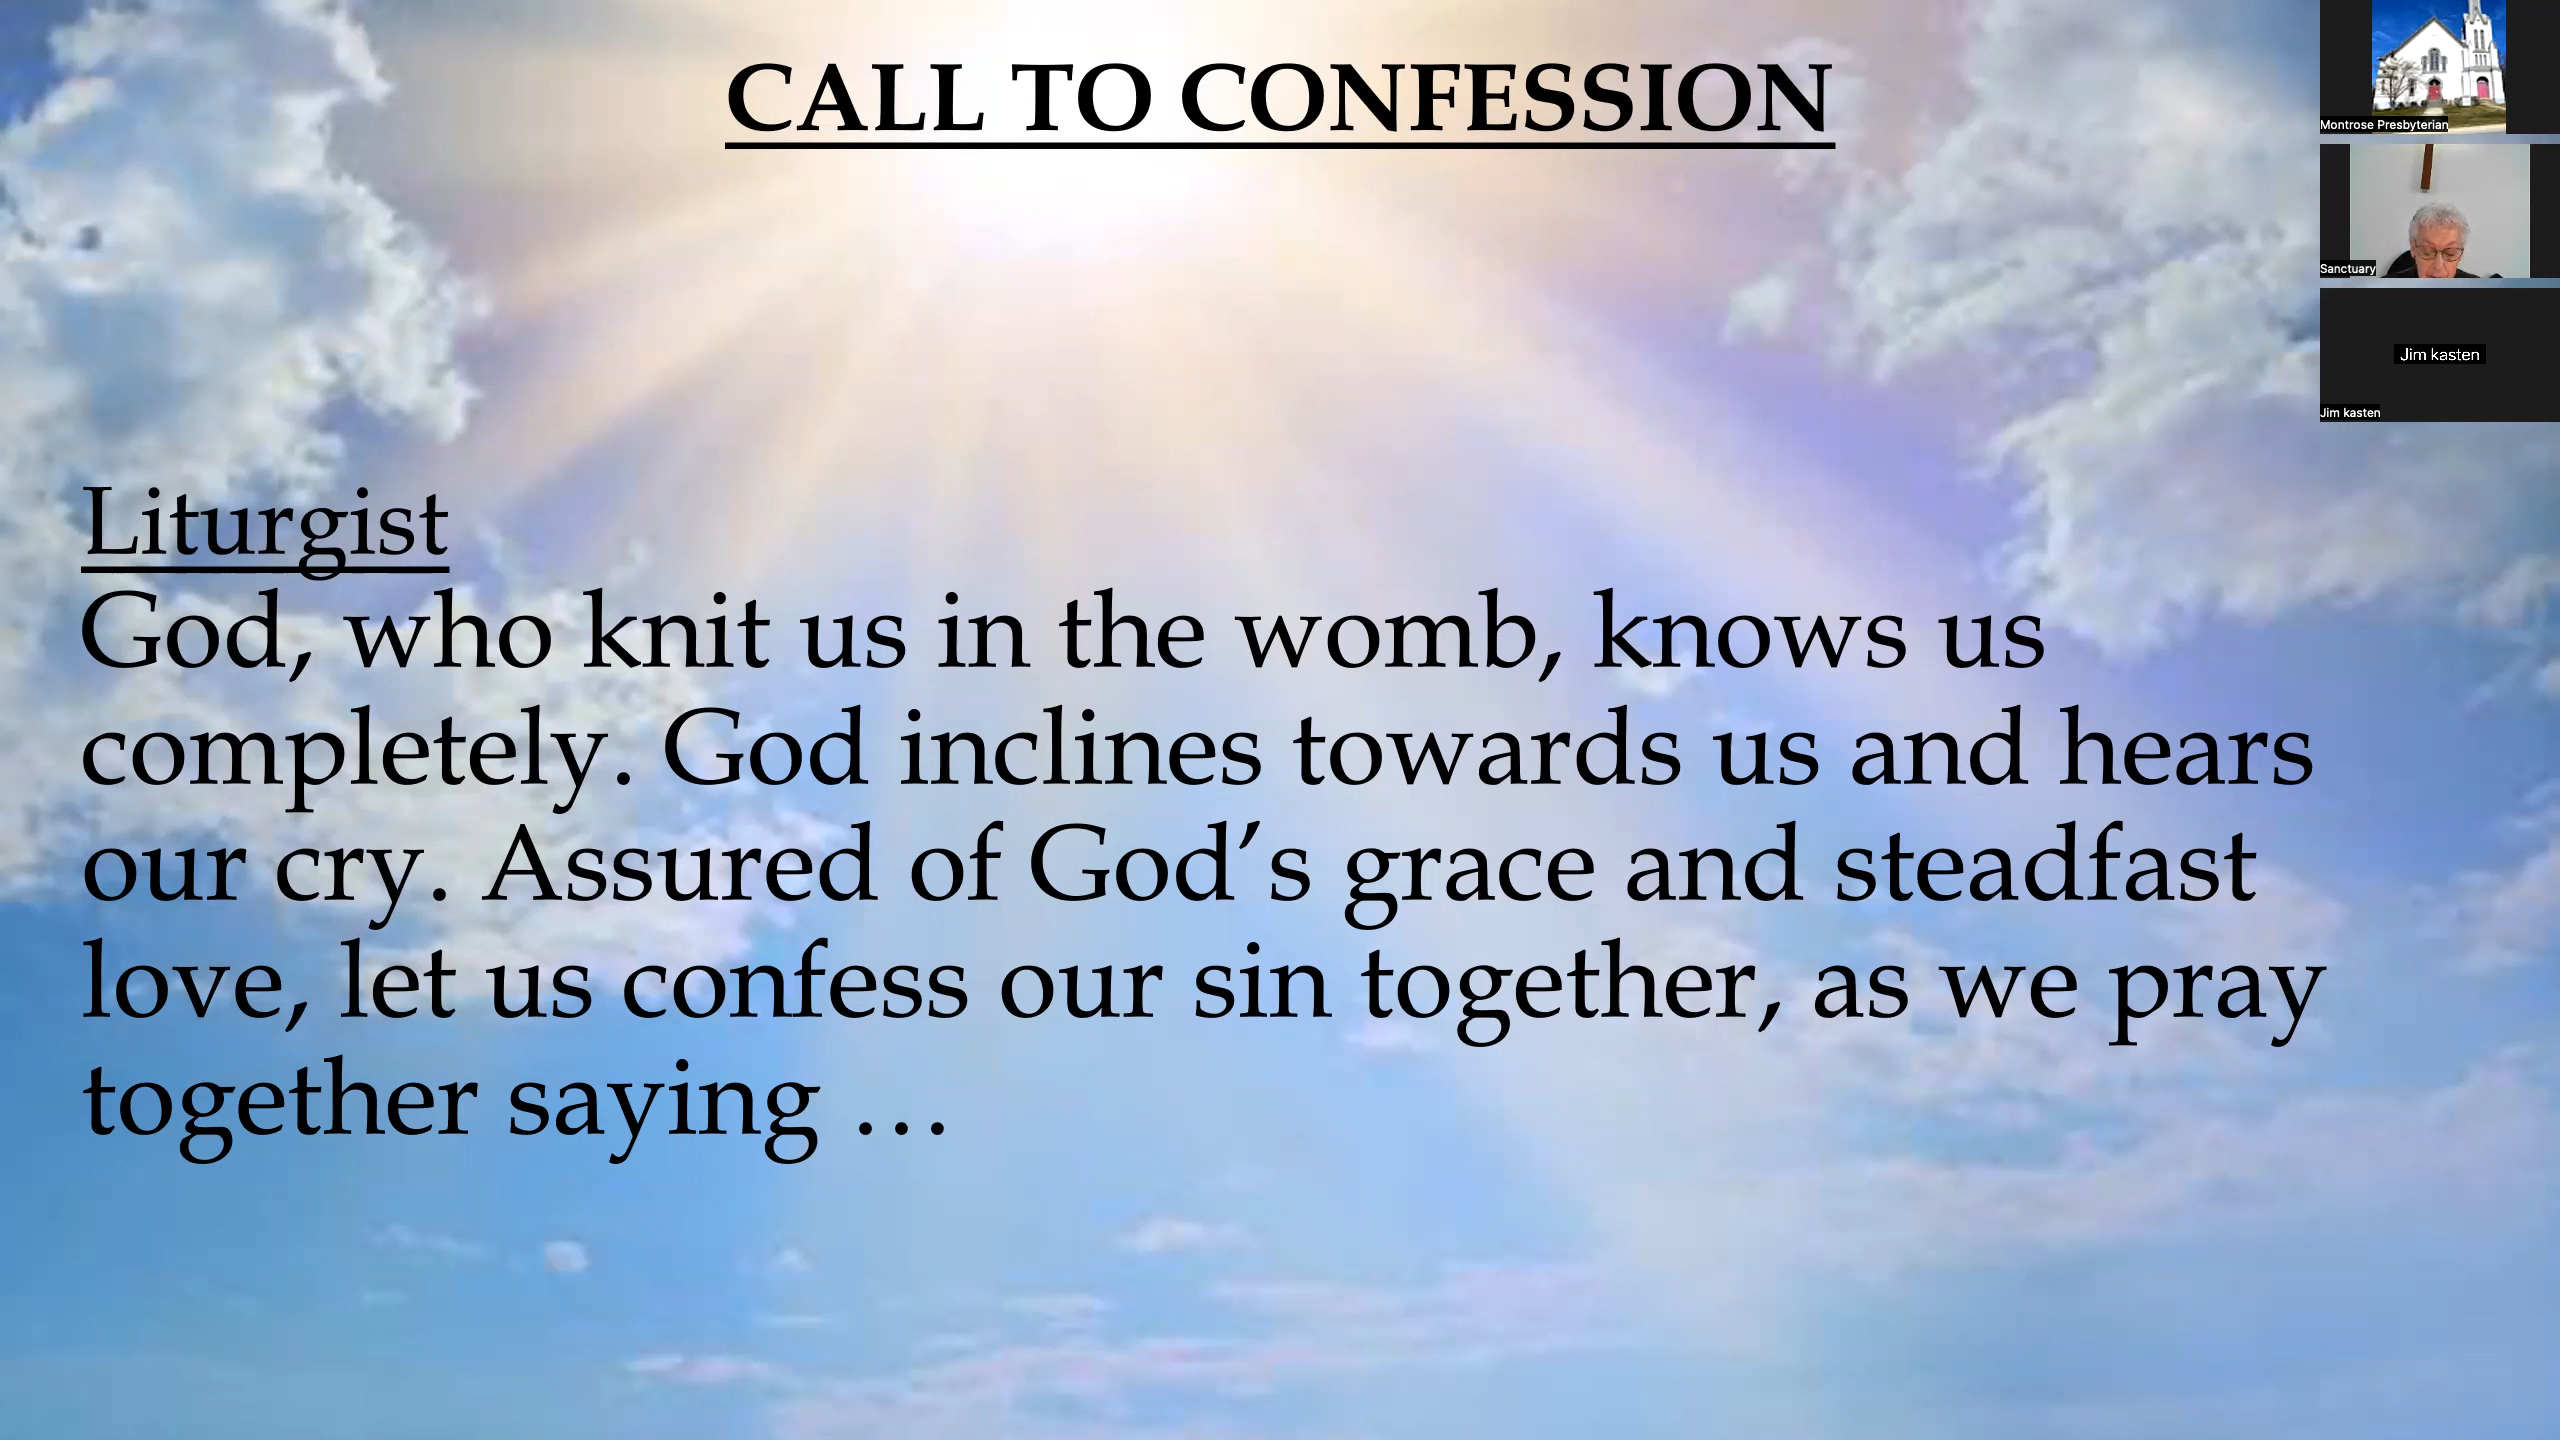 CALL TO CONFESSION
Liturgist
God, who knit us in the womb, knows us
completely. God inclines towards us and hears
our cry. Assured of God’s grace and steadfast
love, let us confess our sin together, as we pray
together saying …
Montrose Presbyterian
Sanctuary
Jim kasten
Jim kasten